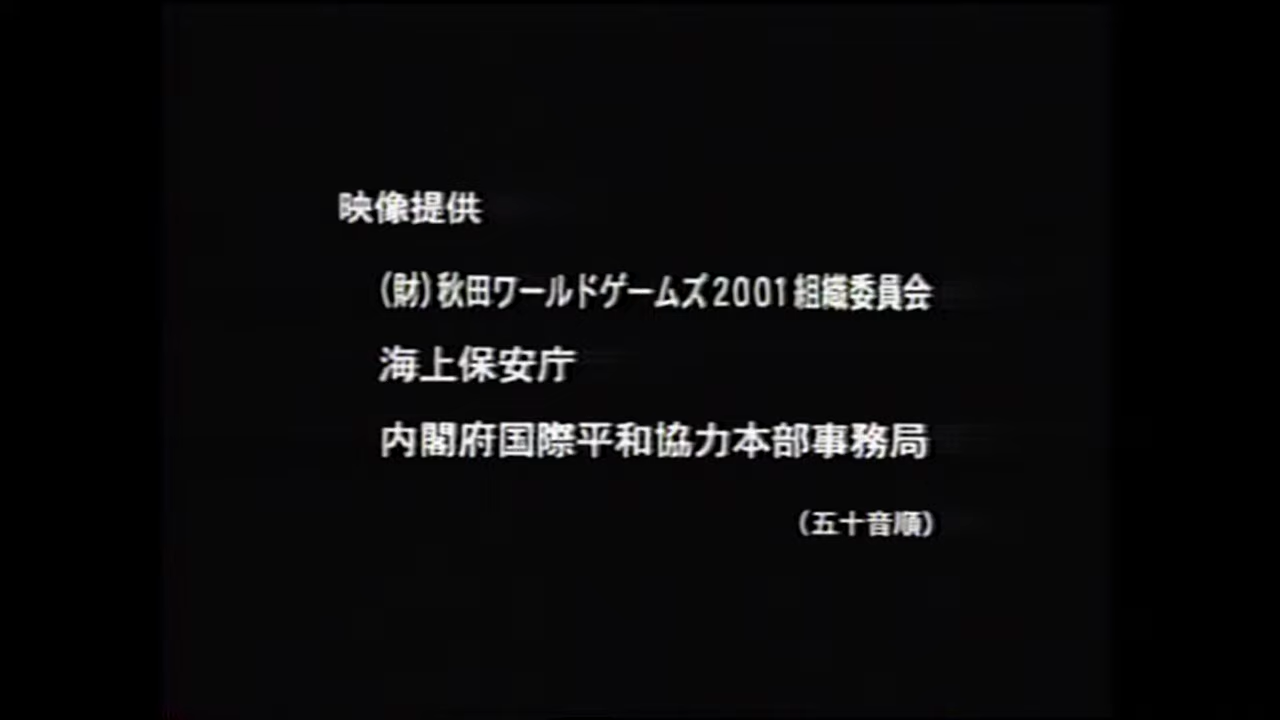 映像提供
(財)秋田ワールドゲームズ2001組織委員会
海上保安庁
内閣府国際平和協力本部事務局
(五十音順)